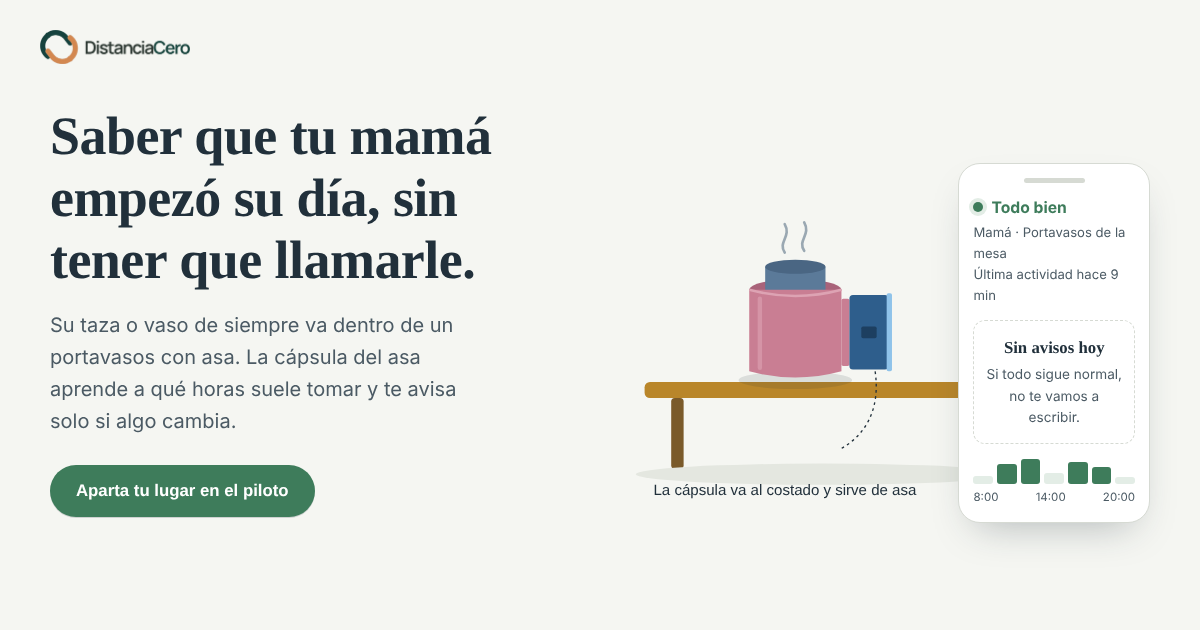 DistanciaCero
Saber que tu mamá
empezó su día, sin
tener que llamarle.
Su taza o vaso de siempre va dentro de un
portavasos con asa. La cápsula del asa
aprende a qué horas suele tomar y te avisa
solo si algo cambia.
Aparta tu lugar en el piloto
La cápsula va al costado y sirve de asa
Todo bien
Mamá · Portavasos de la
mesa
Última actividad hace 9
min
Sin avisos hoy
Si todo sigue normal,
no te vamos a
escribir.
8:00 14:00 20:00